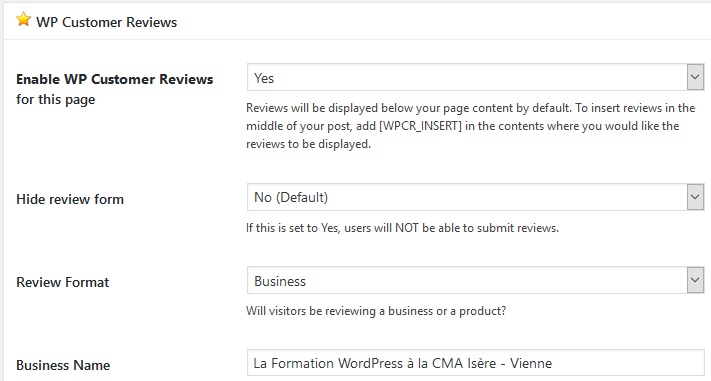 WP Customer Reviews
Enable WP Customer Reviews
for this page
Yes
Reviews will be displayed below your page content by default. To insert reviews in the
middle of your post, add [WPCR_INSERT] in the contents where you would like the
reviews to be displayed.
Hide review form
No (Default)
If this is set to Yes, users will NOT be able to submit reviews.
Review Format
Business
Will visitors be reviewing a business or a product?
Business Name
La Formation WordPress à la CMA Isère - Vienne